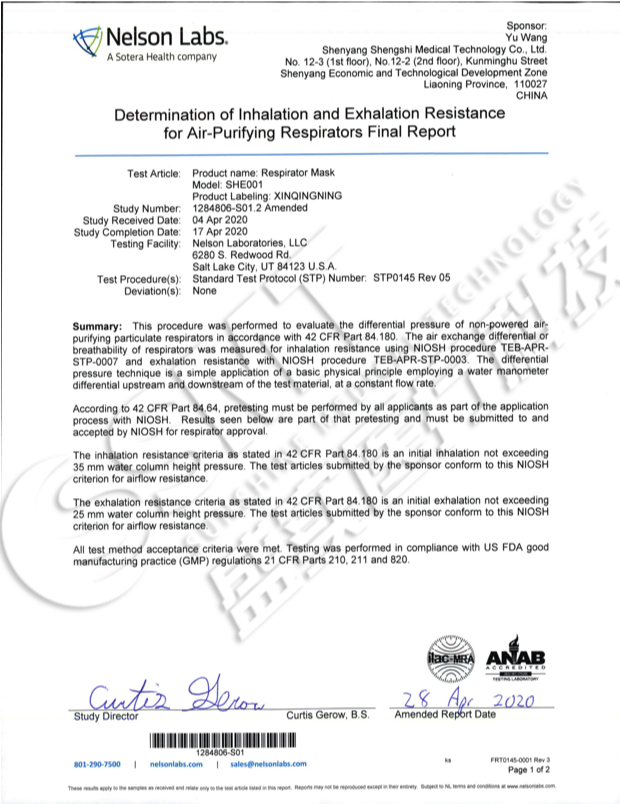 Nelson Labs.
A Sotera Health company
Sponsor:
Yu Wang
Shenyang Shengshi Medical Technology Co., Ltd.
No. 12-3 (1st floor), No.12-2 (2nd floor), Kunminghu Street
Shenyang Economic and Technological Development Zone
Liaoning Province, 110027
CHINA
Determination of Inhalation and Exhalation Resistance
for Air-Purifying Respirators Final Report
Test Article: Product name: Respirator Mask
Model: SHE001
Product Labeling: XINQINGNING
Study Number: 1284806-S01.2 Amended
Study Received Date: 04 Apr 2020
Study Completion Date: 17 Apr 2020
Testing Facility: Nelson Laboratories, LLC
6280 S. Redwood Rd.
Salt Lake City, UT 84123 U.S.A.
Test Procedure(s): Standard Test Protocol (STP) Number: STP0145 Rev 05
Deviation(s): None
Summary: This procedure was performed to evaluate the differential pressure of non-powered air-
purifying particulate respirators in accordance with 42 CFR Part 84.180. The air exchange differential or
breathability of respirators was measured for inhalation resistance using NIOSH procedure TEB-APR-
STP-0007 and exhalation resistance with NIOSH procedure TEB-APR-STP-0003. The differential
pressure technique is a simple application of a basic physical principle employing a water manometer
differential upstream and downstream of the test material, at a constant flow rate.
According to 42 CFR Part 84.64, pretesting must be performed by all applicants as part of the application
process with NIOSH. Results seen below are part of that pretesting and must be submitted to and
accepted by NIOSH for respirator approval.
The inhalation resistance criteria as stated in 42 CFR Part 84.180 is an initial inhalation not exceeding
35 mm water column height pressure. The test articles submitted by the sponsor conform to this NIOSH
criterion for airflow resistance.
The exhalation resistance criteria as stated in 42 CFR Part 84.180 is an initial exhalation not exceeding
25 mm water column height pressure. The test articles submitted by the sponsor conform to this NIOSH
criterion for airflow resistance.
All test method acceptance criteria were met. Testing was performed in compliance with US FDA good
manufacturing practice (GMP) regulations 21 CFR Parts 210, 211 and 820.
ilac-MRA
ANAB
ACCREDITED
TESTING LABORATORY
Curtis Gerow
28 Apr 2020
Study Director
Curtis Gerow, B.S.
Amended Report Date
1284806-S01
801-290-7500 | nelsonlabs.com | sales@nelsonlabs.com
ks
FRT0145-0001 Rev 3
Page 1 of 2
These results apply to the samples as received and relate only to the test article listed in this report. Reports may not be reproduced except in their entirety. Subject to NL terms and conditions at www.nelsonlabs.com.
TECHNOLOGY